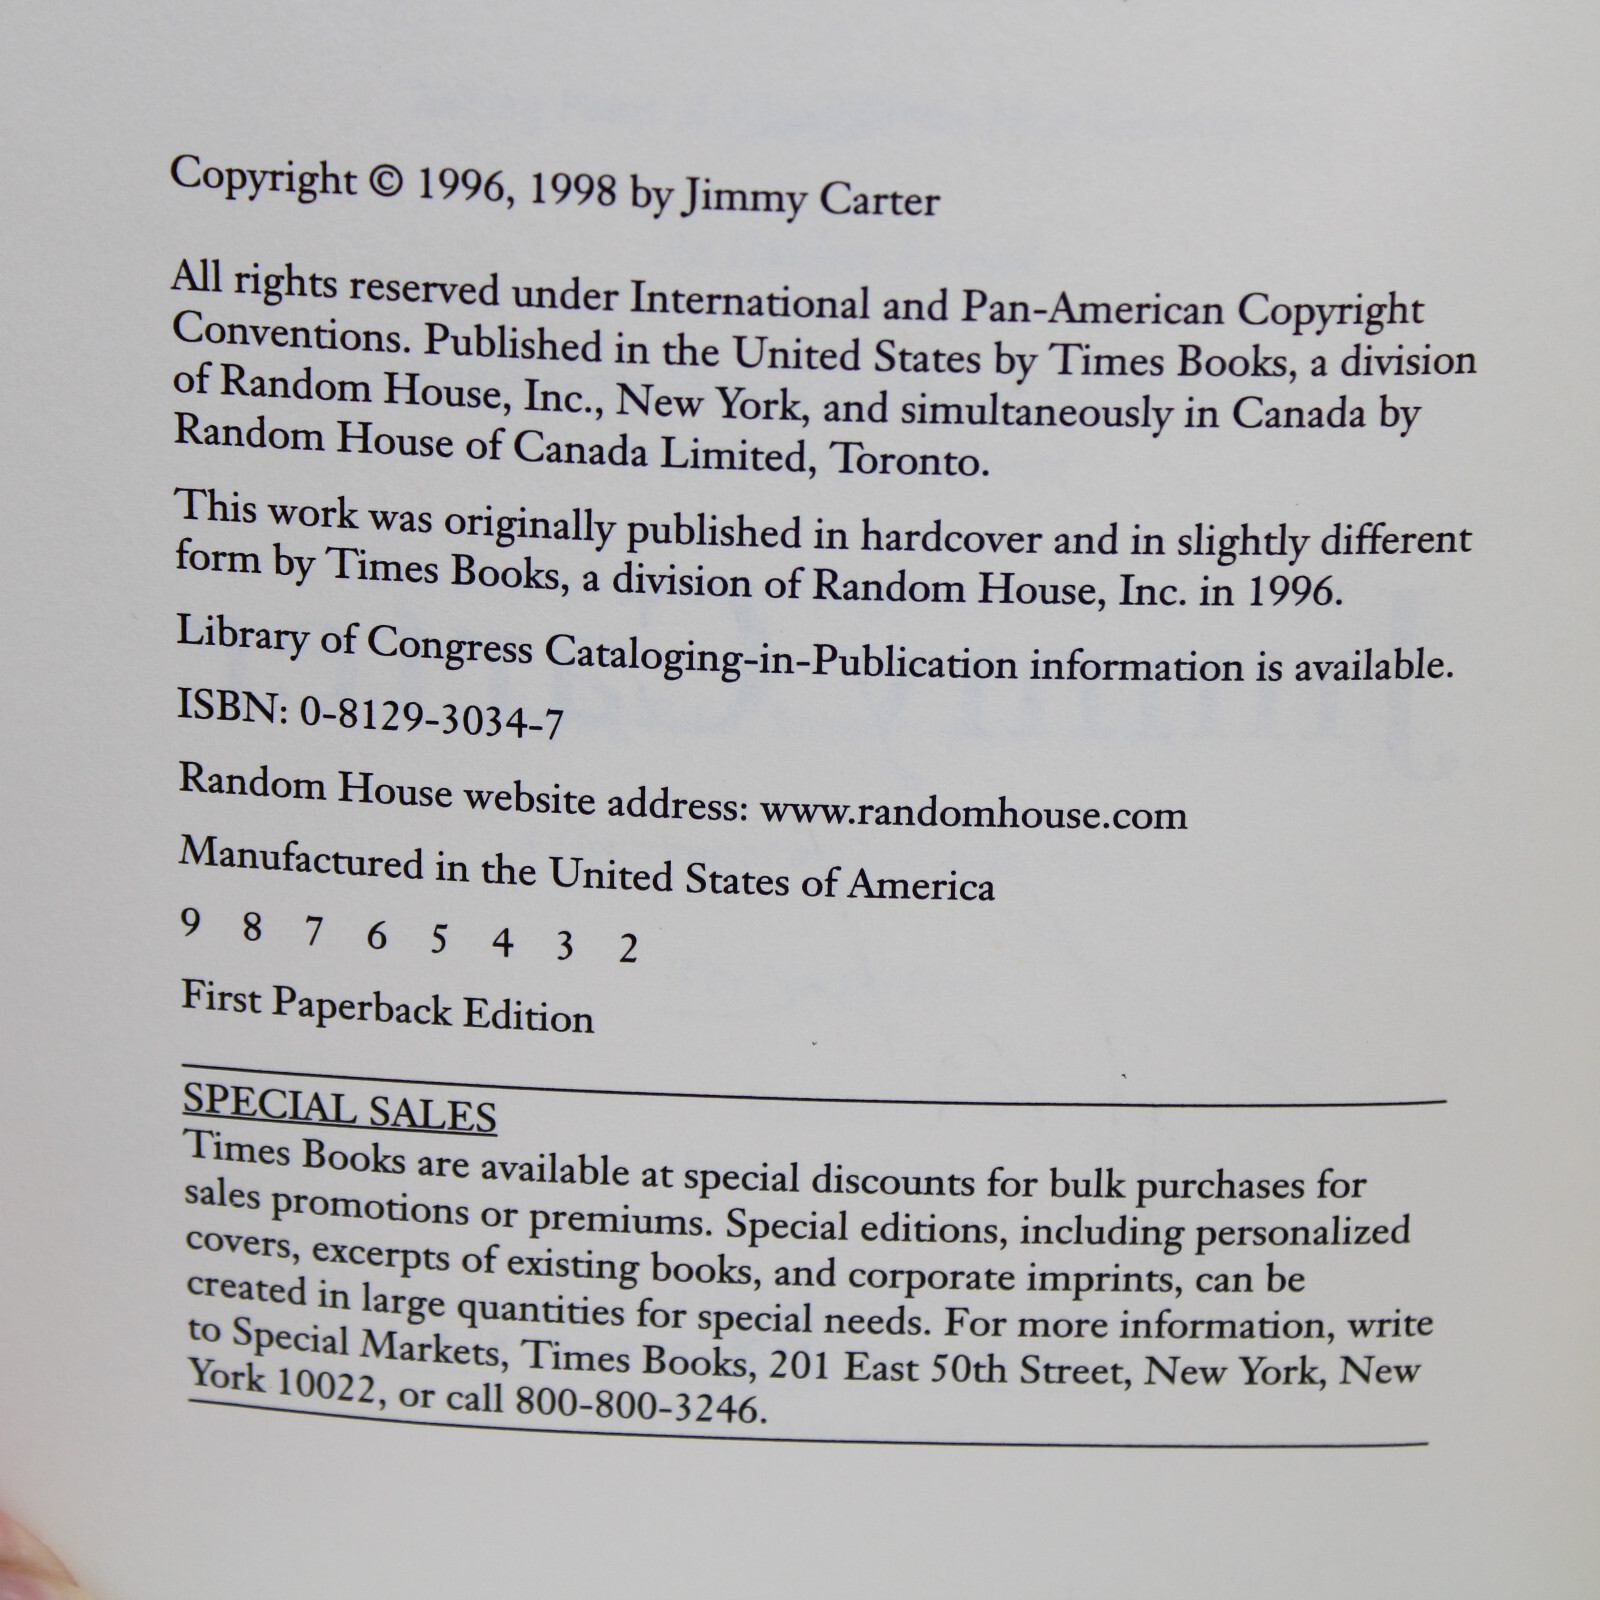 Copyright © 1996, 1998 by Jimmy Carter
All rights reserved under International and Pan-American Copyright
Conventions. Published in the United States by Times Books, a division
of Random House, Inc., New York, and simultaneously in Canada by
Random House of Canada Limited, Toronto.
This work was originally published in hardcover and in slightly different
form by Times Books, a division of Random House, Inc. in 1996.
Library of Congress Cataloging-in-Publication information is available.
ISBN: 0-8129-3034-7
Random House website address: www.randomhouse.com
Manufactured in the United States of America
9 8 7 6 5 4 3 2
First Paperback Edition
SPECIAL SALES
Times Books are available at special discounts for bulk purchases for
sales promotions or premiums. Special editions, including personalized
covers, excerpts of existing books, and corporate imprints, can be
created in large quantities for special needs. For more information, write
to Special Markets, Times Books, 201 East 50th Street, New York, New
York 10022, or call 800-800-3246.